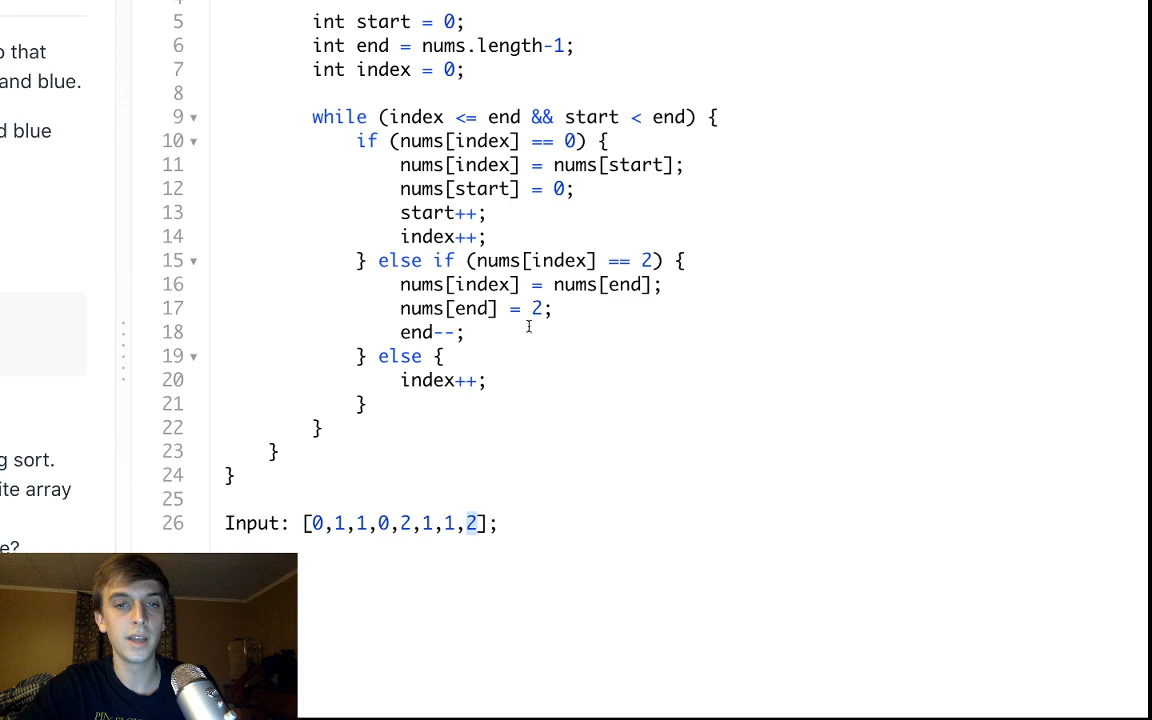 o that
and blue.
d blue
g sort.
ite array
e?
5 int start = 0;
6 int end = nums.length-1;
7 int index = 0;
8
9 while (index <= end && start < end) {
10 if (nums[index] == 0) {
11 nums[index] = nums[start];
12 nums[start] = 0;
13 start++;
14 index++;
15 } else if (nums[index] == 2) {
16 nums[index] = nums[end];
17 nums[end] = 2;
18 end--;
19 } else {
20 index++;
21 }
22 }
23 }
24 }
25
26 Input: [0,1,1,0,2,1,1,2];